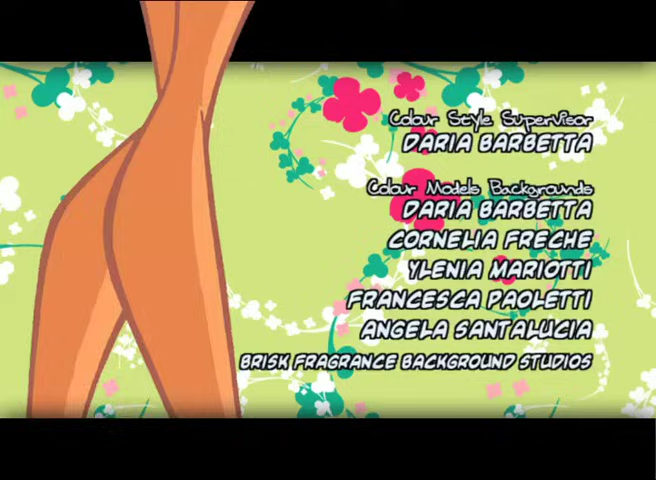 Colour Style Supervisor
DARIA BARBETTA
Colour Models Backgrounds
DARIA BARBETTA
CORNELIA FRECHE
YLENIA MARIOTTI
FRANCESCA PAOLETTI
ANGELA SANTALUCIA
BRISK FRAGRANCE BACKGROUND STUDIOS